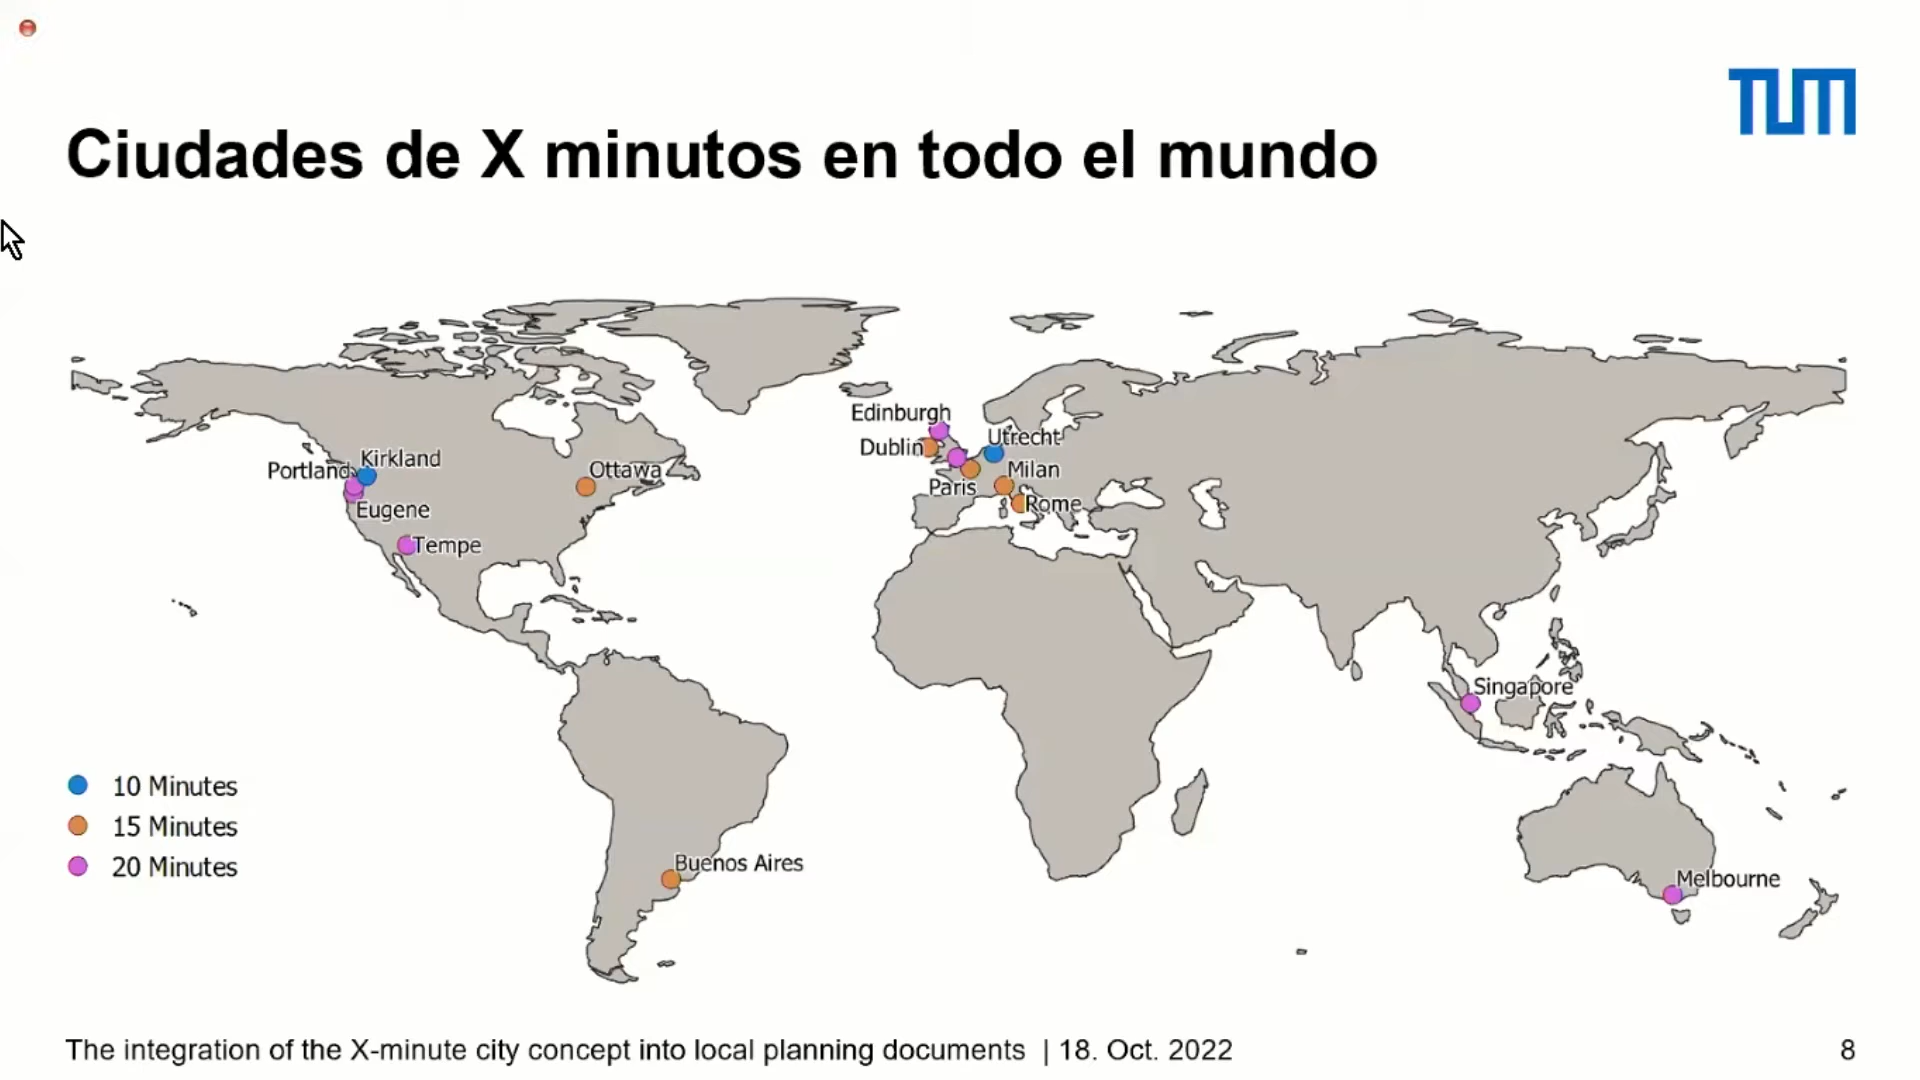 TUM
Ciudades de X minutos en todo el mundo
Edinburgh
Dublin
Utrecht
Milan
Paris
Rome
Portland
Kirkland
Eugene
Tempe
Ottawa
Singapore
Buenos Aires
Melbourne
10 Minutes
15 Minutes
20 Minutes
The integration of the X-minute city concept into local planning documents | 18. Oct. 2022
8